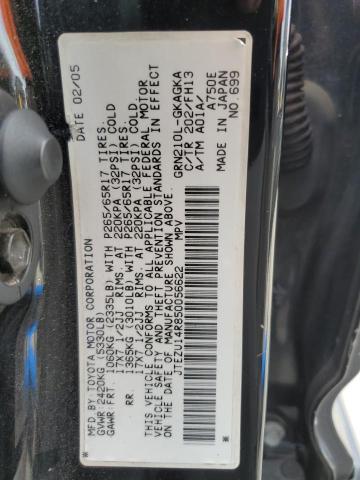 MFD. BY TOYOTA MOTOR CORPORATION DATE 02/05
GVWR: 2420KG (5330LB)
GAWR: FRT. 1065KG (2335LB) WITH P265/65R17 TIRES.
17X7 1/2JJ RIMS. AT 220KPA (32PSI) COLD
RR. 1365KG (3010LB) WITH P265/65R17 TIRES.
17X7 1/2JJ RIMS. AT 220KPA (32PSI) COLD
THIS VEHICLE CONFORMS TO ALL APPLICABLE FEDERAL MOTOR
VEHICLE SAFETY AND THEFT PREVENTION STANDARDS IN EFFECT
ON THE DATE OF MANUFACTURE SHOWN ABOVE.
JTEZU14R850056622 MPV
GRN210L-GKAGKA
C/TR 202/FH13
A/TM A01A/
A750E
MADE IN JAPAN
NO.699